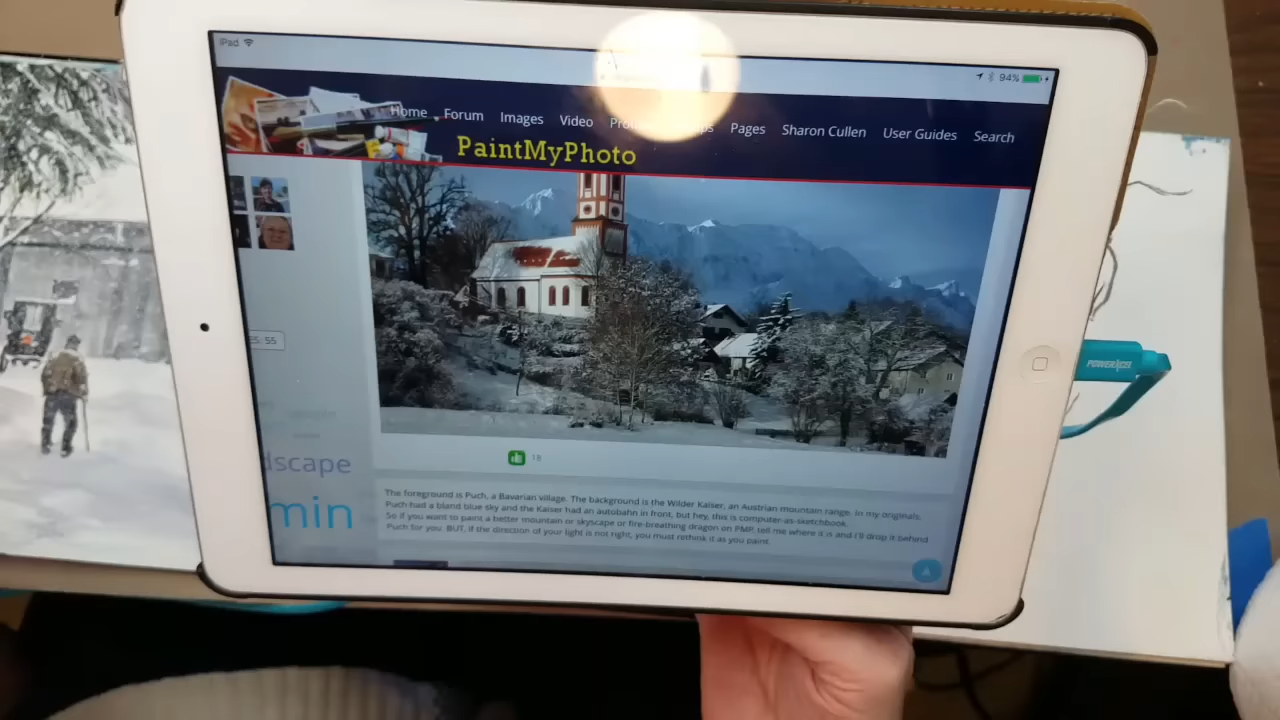 iPad
94%
Home Forum Images Video Pages Sharon Cullen User Guides Search
PaintMyPhoto
55
dscape
min
18
The foreground is Puch, a Bavarian village. The background is the Wilder Kaiser, an Austrian mountain range. In my originals,
Puch had a bland blue sky and the Kaiser had an autobahn in front, but hey, this is computer-as-sketchbook.
So if you want to paint a better mountain or skyscape or fire-breathing dragon on PMP, tell me where it is and i'll drop it behind
Puch for you. BUT, if the direction of your light is not right, you must rethink it as you paint.
POWERXCEL